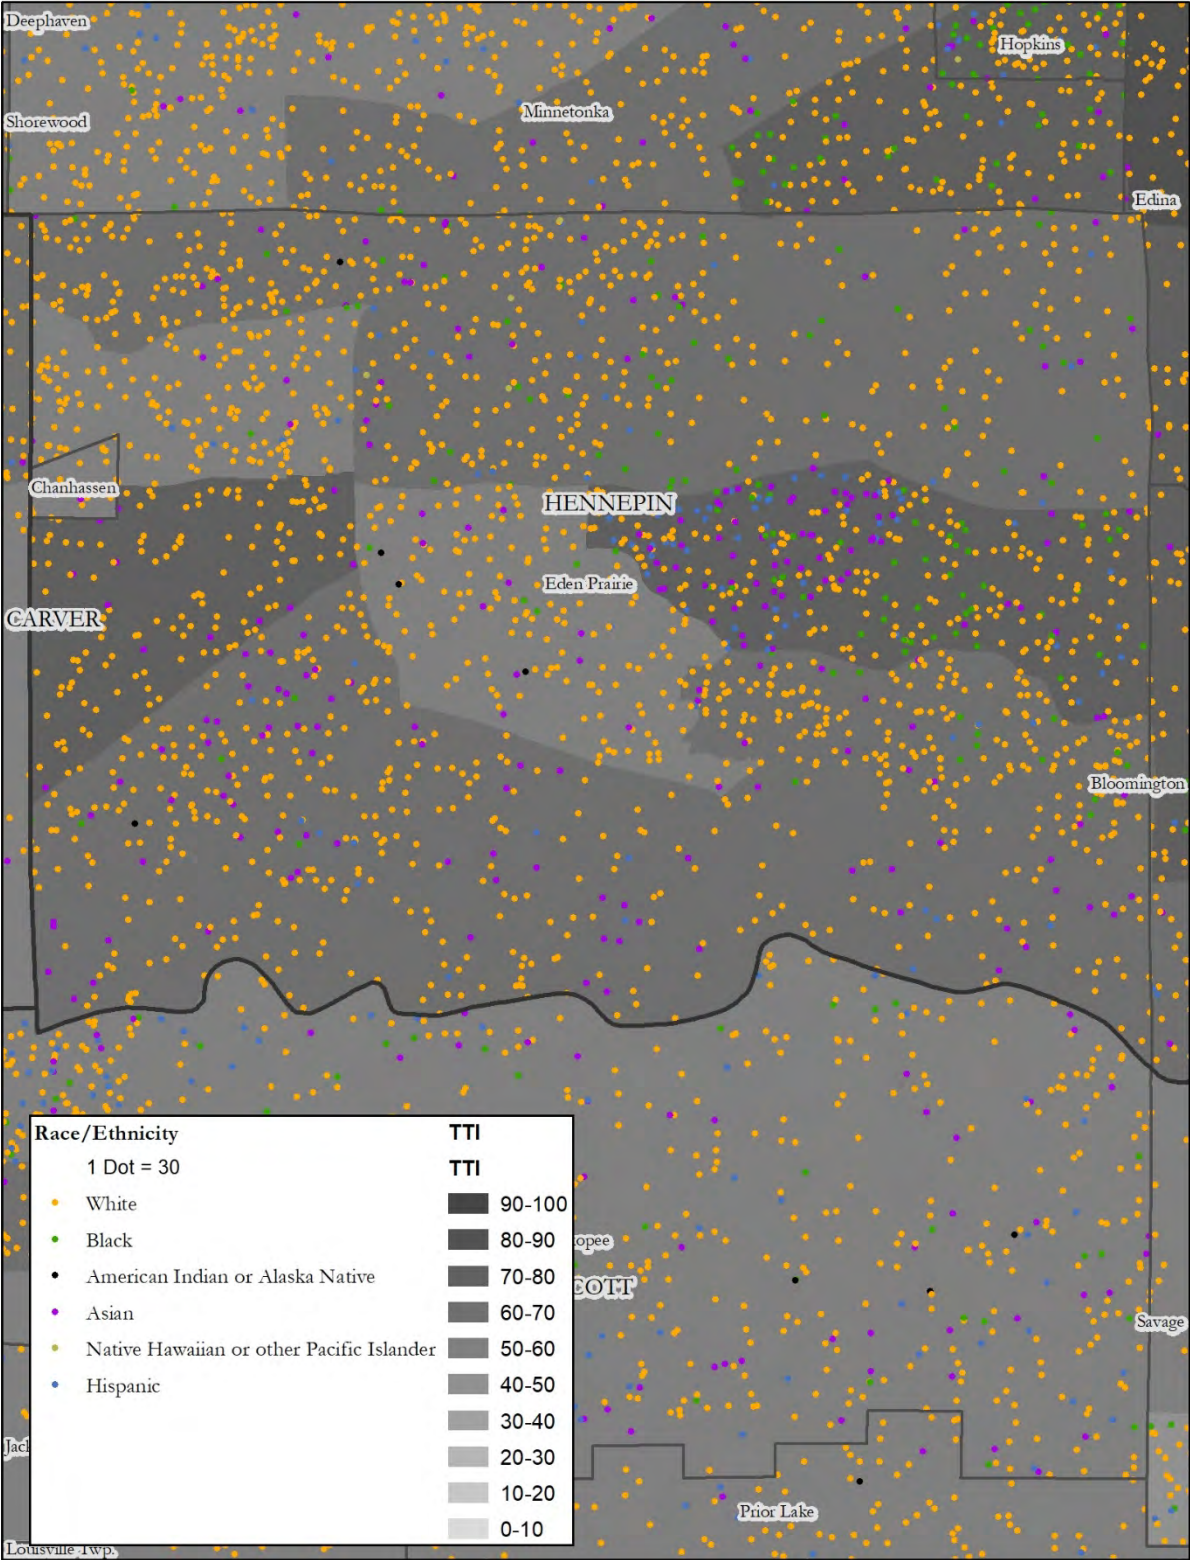 Deephaven
Hopkins
Minnetonka
Shorewood
Edina
Chanhassen
HENNEPIN
Eden Prairie
CARVER
Bloomington
Race/Ethnicity
TTI
1 Dot = 30
TTI
White
90-100
Black
80-90
opee
American Indian or Alaska Native
70-80
COTT
Asian
60-70
Savage
Native Hawaiian or other Pacific Islander
50-60
Hispanic
40-50
30-40
Jack
20-30
10-20
Prior Lake
0-10
Louisville Twp.